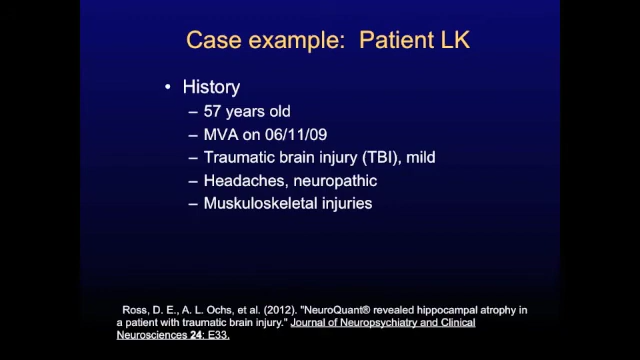 Case example: Patient LK
• History
– 57 years old
– MVA on 06/11/09
– Traumatic brain injury (TBI), mild
– Headaches, neuropathic
– Muskuloskeletal injuries
Ross, D. E., A. L. Ochs, et al. (2012). "NeuroQuant® revealed hippocampal atrophy in
a patient with traumatic brain injury." Journal of Neuropsychiatry and Clinical
Neurosciences 24: E33.